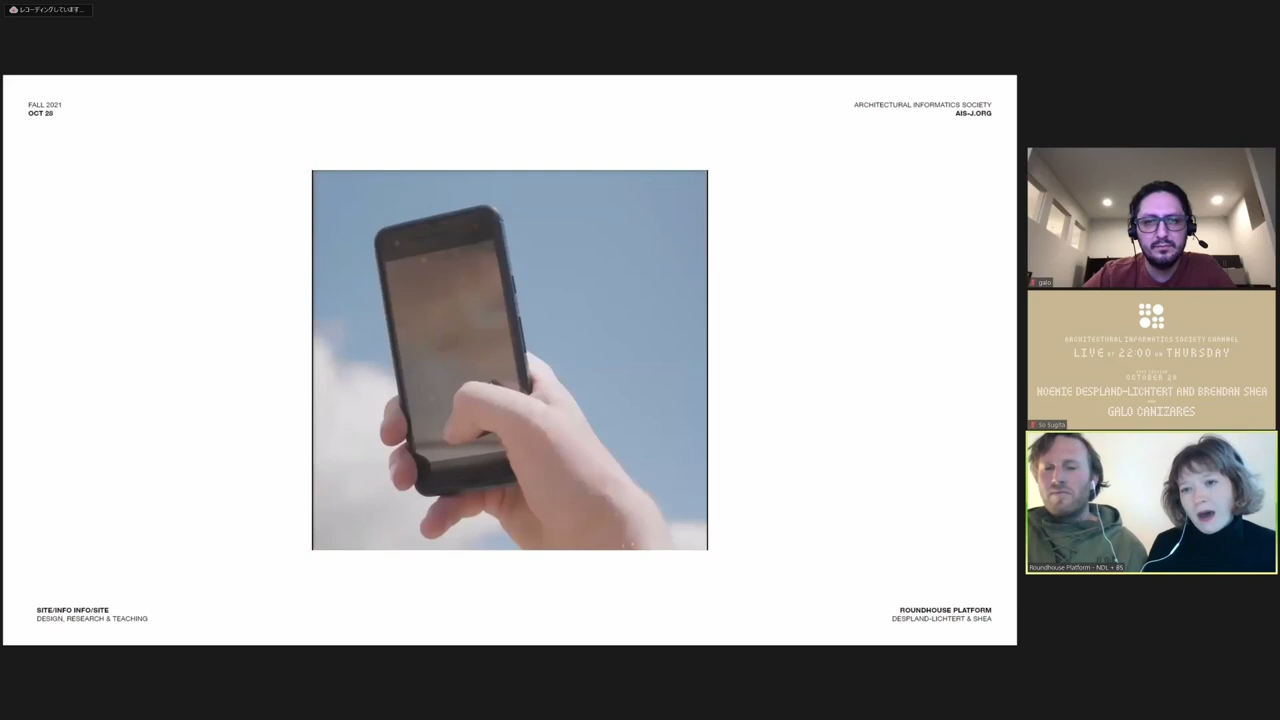 レコーディングしています...
FALL 2021
OCT 28
ARCHITECTURAL INFORMATICS SOCIETY
AIS-J.ORG
SITE/INFO INFO/SITE
DESIGN, RESEARCH & TEACHING
ROUNDHOUSE PLATFORM
DESPLAND-LICHTERT & SHEA
galo
ARCHITECTURAL INFORMATICS SOCIETY CHANNEL
LIVE AT 22:00 ON THURSDAY
OCTOBER 28
NOEMIE DESPLAND-LICHTERT AND BRENDAN SHEA
GALO CANIZARES
So Sugita
Roundhouse Platform - NDL + BS